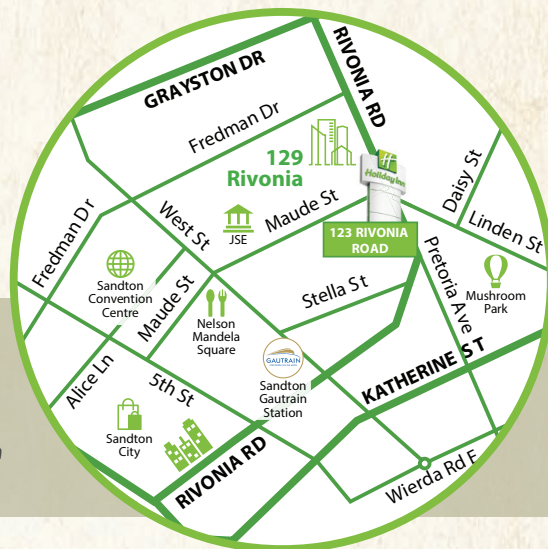 GRAYSTON DR
RIVONIA RD
Fredman Dr
129
Rivonia
Holiday Inn
Daisy St
Linden St
Maude St
JSE
West St
123 RIVONIA
ROAD
Fredman Dr
Sandton
Convention
Centre
Maude St
Nelson
Mandela
Square
Stella St
Pretoria Ave
Mushroom
Park
GAUTRAIN
Sandton
Gautrain
Station
KATHERINE ST
Alice Ln
5th St
Sandton
City
RIVONIA RD
Wierda Rd E